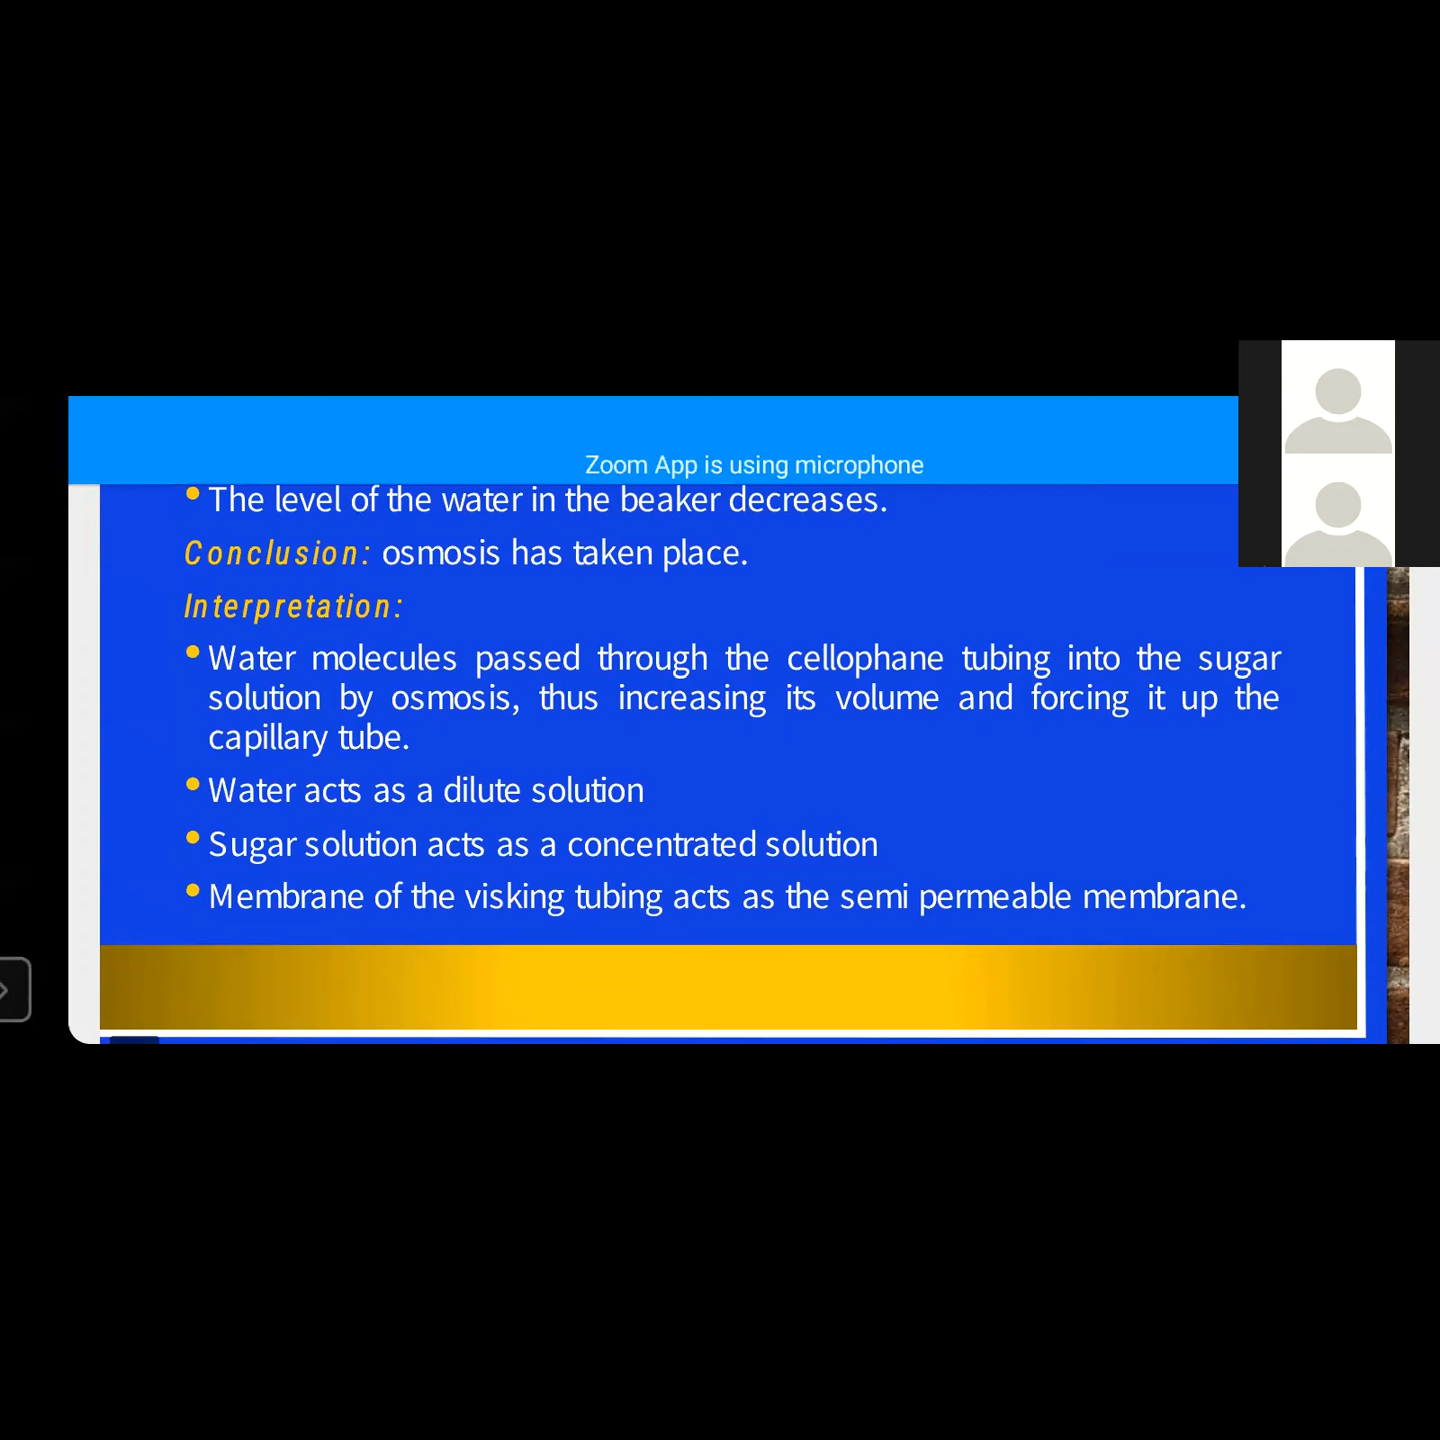 Zoom App is using microphone
• The level of the water in the beaker decreases.
Conclusion: osmosis has taken place.
Interpretation:
• Water molecules passed through the cellophane tubing into the sugar
solution by osmosis, thus increasing its volume and forcing it up the
capillary tube.
• Water acts as a dilute solution
• Sugar solution acts as a concentrated solution
• Membrane of the visking tubing acts as the semi permeable membrane.